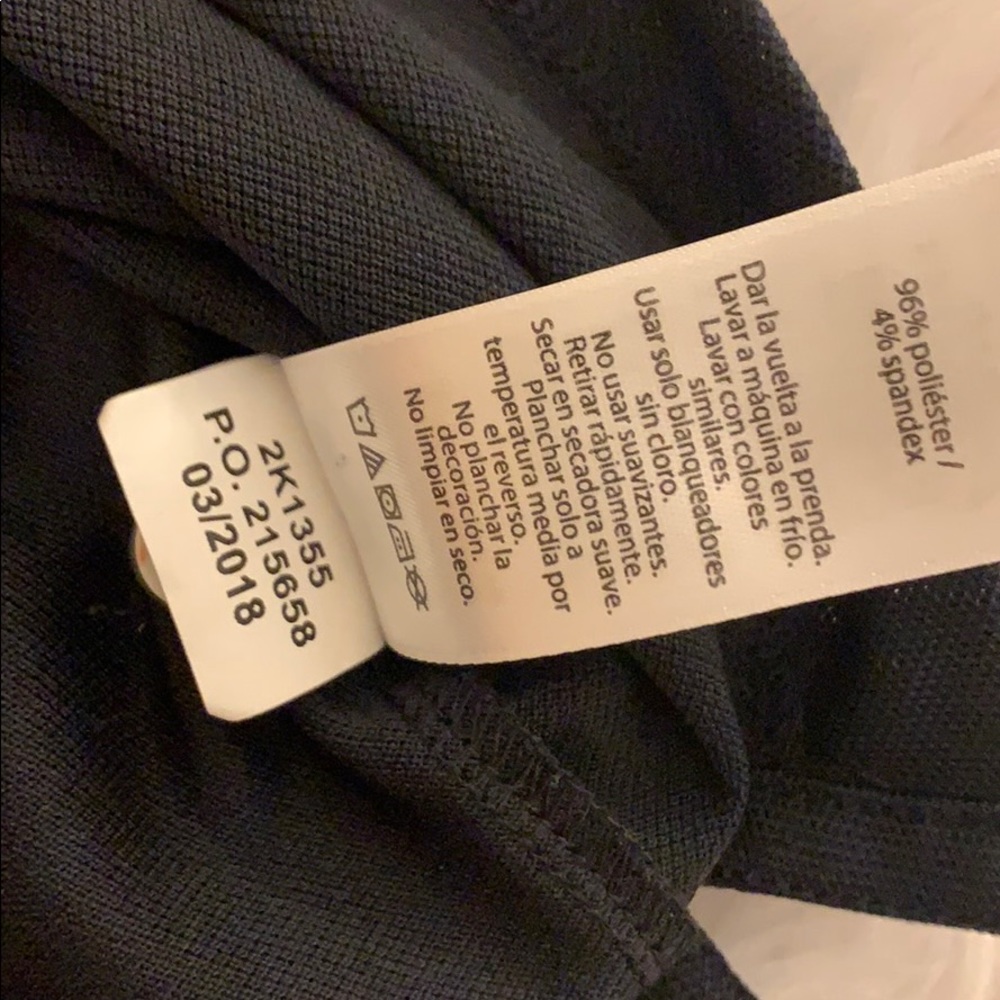 96% poliéster /
4% spandex
Dar la vuelta a la prenda.
Lavar a máquina en frío.
Lavar con colores
similares.
Usar solo blanqueadores
sin cloro.
No usar suavizantes.
Retirar rápidamente.
Secar en secadora suave.
Planchar solo a
temperatura media por
el reverso.
No planchar la
decoración.
No limpiar en seco.
2K1355
P.O. 215658
03/2018